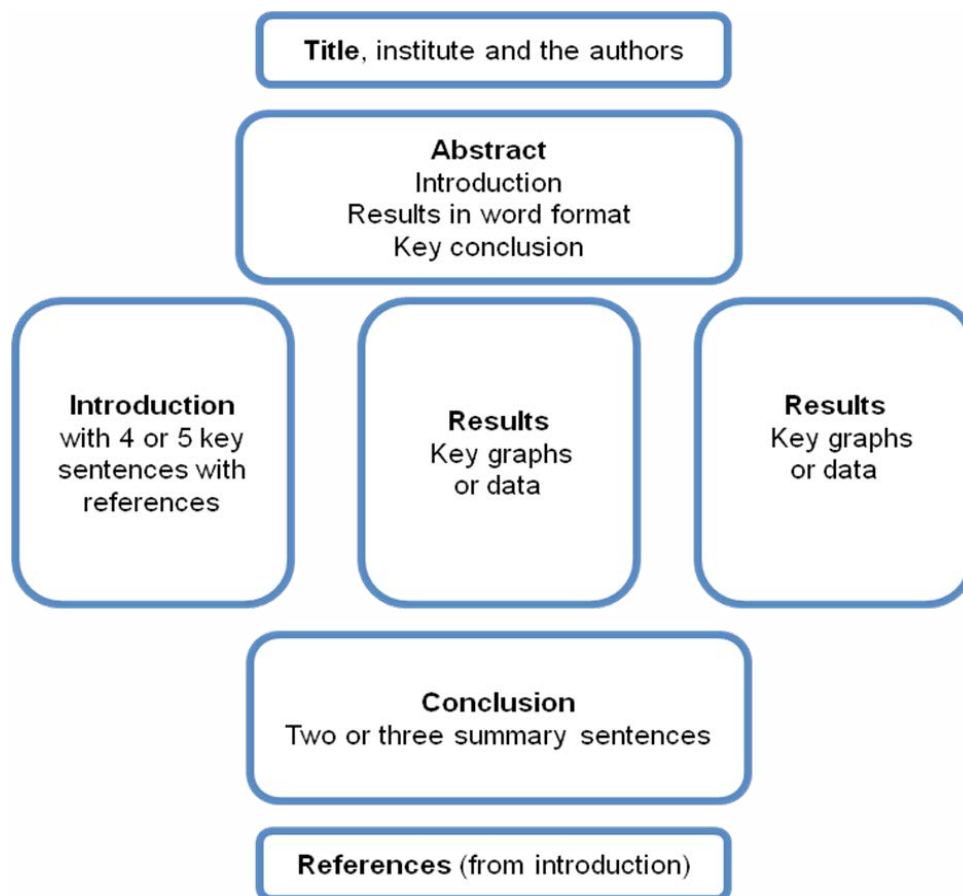 Title, institute and the authors
Abstract
Introduction
Results in word format
Key conclusion
Introduction
with 4 or 5 key
sentences with
references
Results
Key graphs
or data
Results
Key graphs
or data
Conclusion
Two or three summary sentences
References (from introduction)